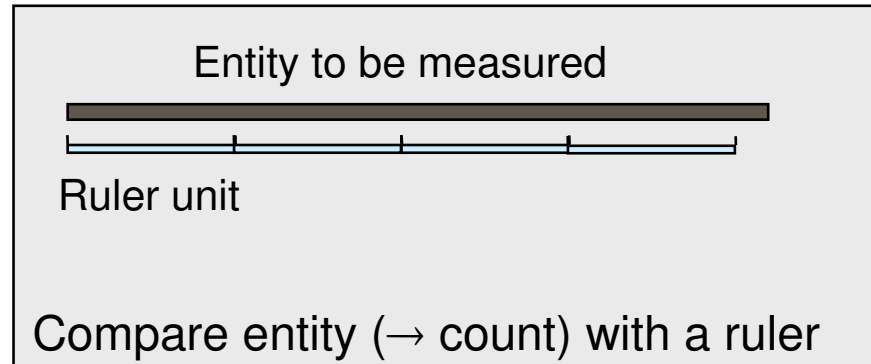 Entity to be measured
Ruler unit
Compare entity (→ count) with a ruler